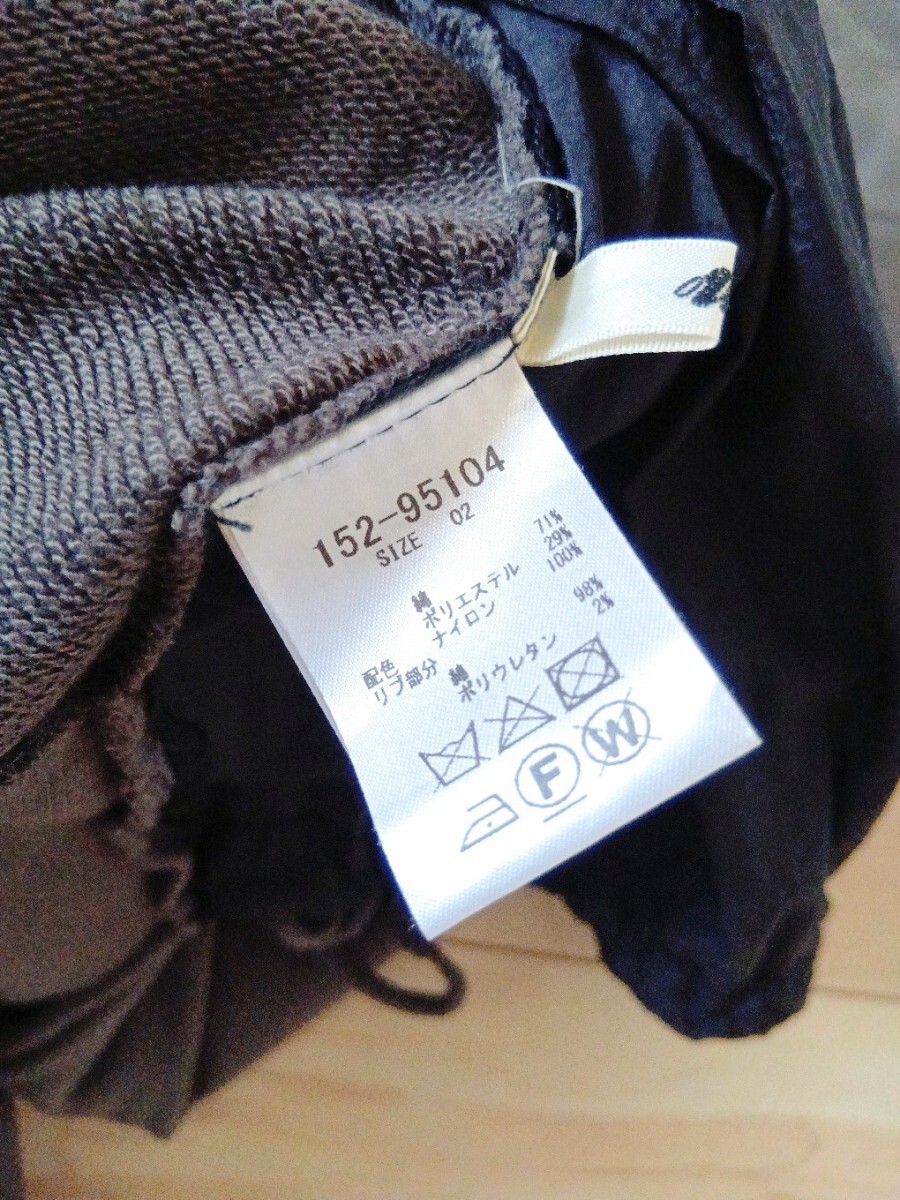 152-95104
SIZE 02
綿 71%
ポリエステル 29%
ナイロン 100%
配色
リブ部分 綿 98%
ポリウレタン 2%
F W